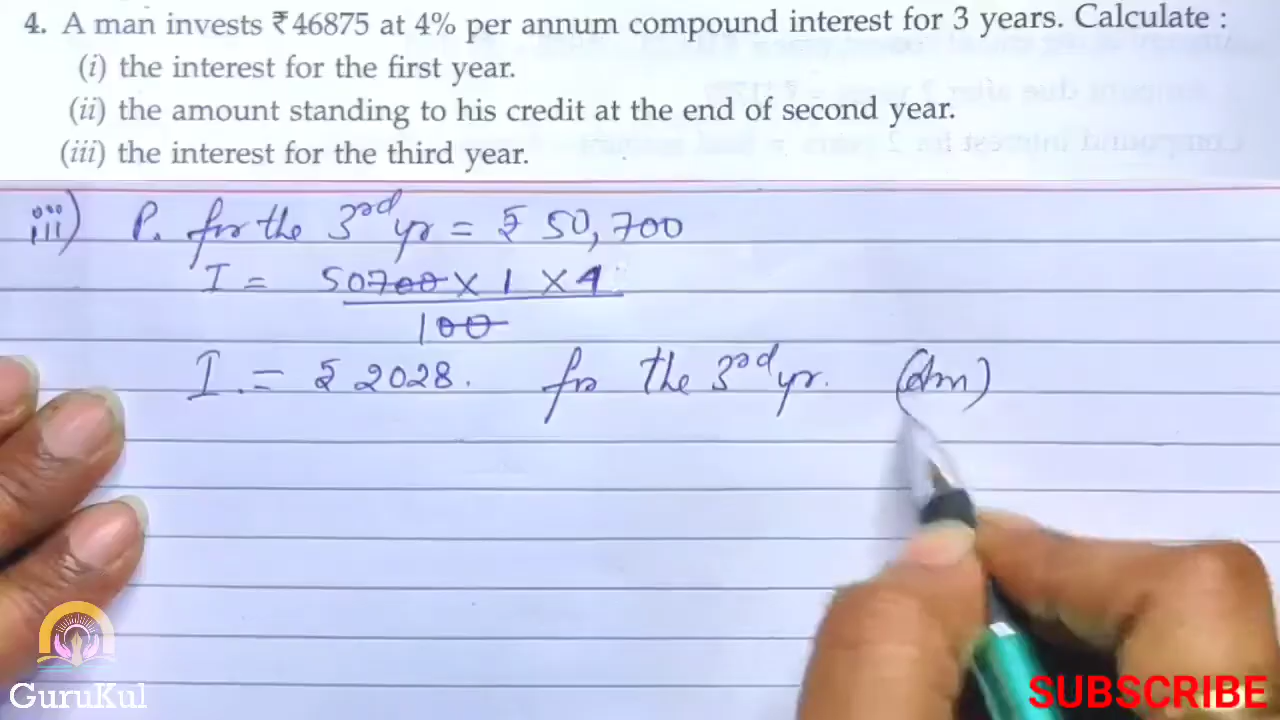 4. A man invests ₹46875 at 4% per annum compound interest for 3 years. Calculate :
(i) the interest for the first year.
(ii) the amount standing to his credit at the end of second year.
(iii) the interest for the third year.
iii) P. for the 3rd yr = ₹ 50,700
I = 50700 × 1 × 4
100
I. = ₹ 2028. for the 3rd yr. (Ans)
GuruKul
SUBSCRIBE